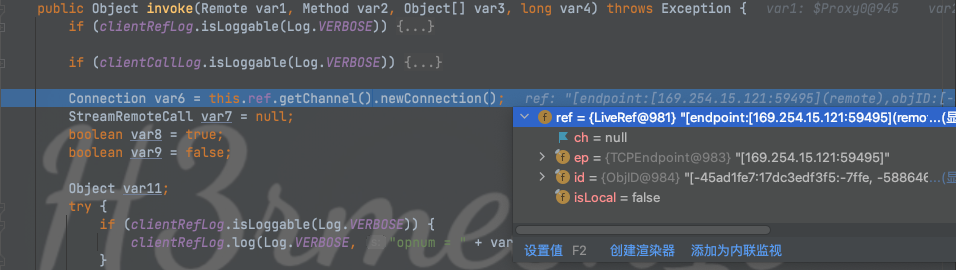 public Object invoke(Remote var1, Method var2, Object[] var3, long var4) throws Exception {   var1: $Proxy0@945   var2
if (clientRefLog.isLoggable(Log.VERBOSE)) {...}
if (clientCallLog.isLoggable(Log.VERBOSE)) {...}
Connection var6 = this.ref.getChannel().newConnection();   ref: "[endpoint:[169.254.15.121:59495](remote),objID:[-
StreamRemoteCall var7 = null;
boolean var8 = true;
boolean var9 = false;
Object var11;
try {
if (clientRefLog.isLoggable(Log.VERBOSE)) {
clientRefLog.log(Log.VERBOSE, "opnum = " + var
}
ref = {LiveRef@981} "[endpoint:[169.254.15.121:59495](remo...(显
ch = null
ep = {TCPEndpoint@983} "[169.254.15.121:59495]"
id = {ObjID@984} "[-45ad1fe7:17dc3edf3f5:-7ffe, -588646...(显
isLocal = false
设置值 F2 创建渲染器 添加为内联监视